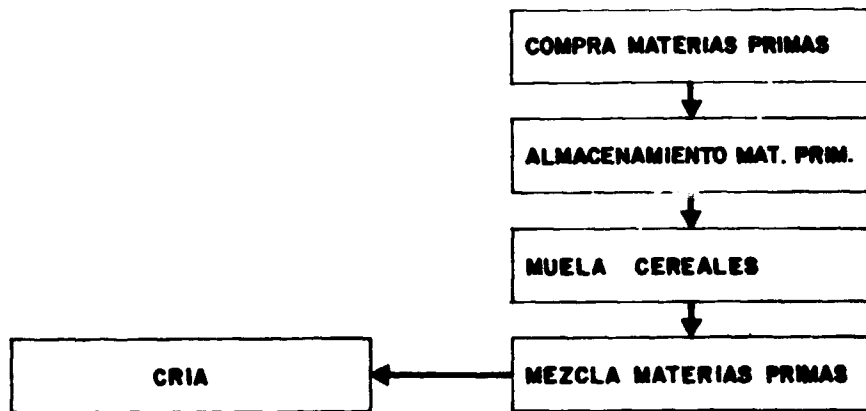 COMPRA MATERIAS PRIMAS
ALMACENAMIENTO MAT. PRIM.
MUELA CEREALES
CRIA
MEZCLA MATERIAS PRIMAS